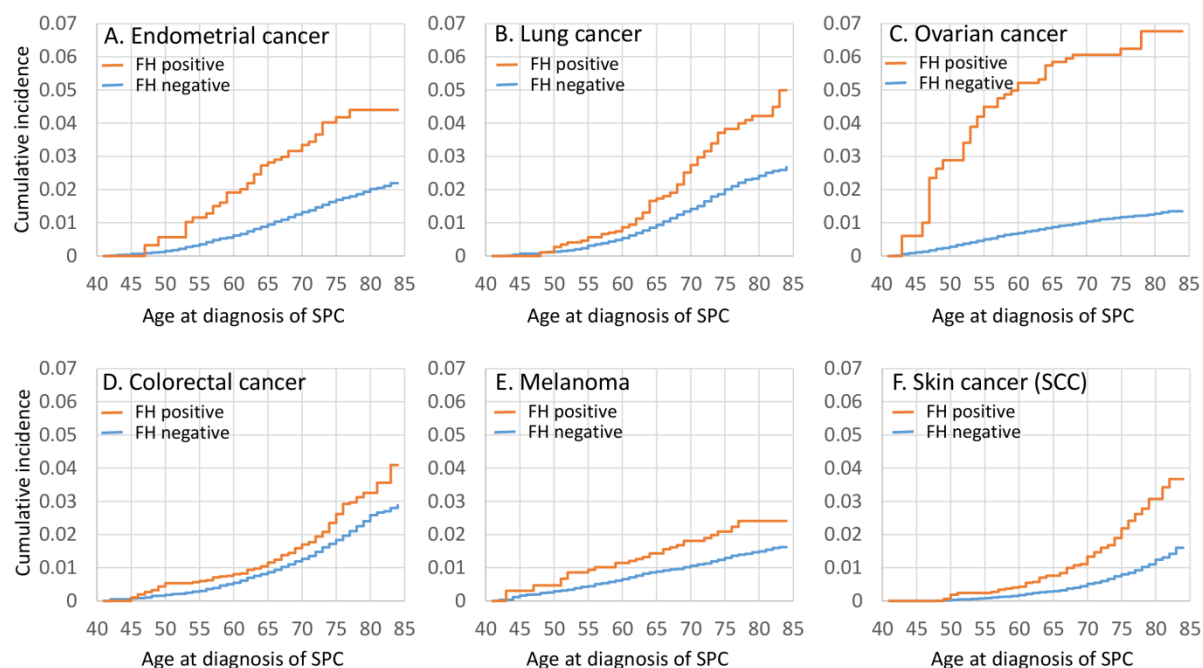 A. Endometrial cancer
FH positive
FH negative
Cumulative incidence
0.07
0.06
0.05
0.04
0.03
0.02
0.01
0
40 45 50 55 60 65 70 75 80 85
Age at diagnosis of SPC
B. Lung cancer
FH positive
FH negative
0.07
0.06
0.05
0.04
0.03
0.02
0.01
0
40 45 50 55 60 65 70 75 80 85
Age at diagnosis of SPC
C. Ovarian cancer
FH positive
FH negative
0.07
0.06
0.05
0.04
0.03
0.02
0.01
0
40 45 50 55 60 65 70 75 80 85
Age at diagnosis of SPC
D. Colorectal cancer
FH positive
FH negative
Cumulative incidence
0.07
0.06
0.05
0.04
0.03
0.02
0.01
0
40 45 50 55 60 65 70 75 80 85
Age at diagnosis of SPC
E. Melanoma
FH positive
FH negative
0.07
0.06
0.05
0.04
0.03
0.02
0.01
0
40 45 50 55 60 65 70 75 80 85
Age at diagnosis of SPC
F. Skin cancer (SCC)
FH positive
FH negative
0.07
0.06
0.05
0.04
0.03
0.02
0.01
0
40 45 50 55 60 65 70 75 80 85
Age at diagnosis of SPC